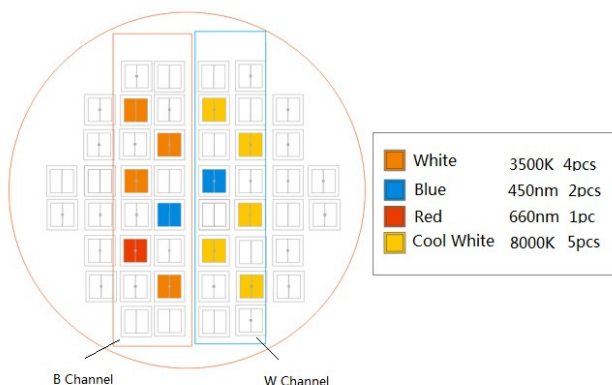 White 3500K 4pcs
Blue 450nm 2pcs
Red 660nm 1pc
Cool White 8000K 5pcs
B Channel
W Channel